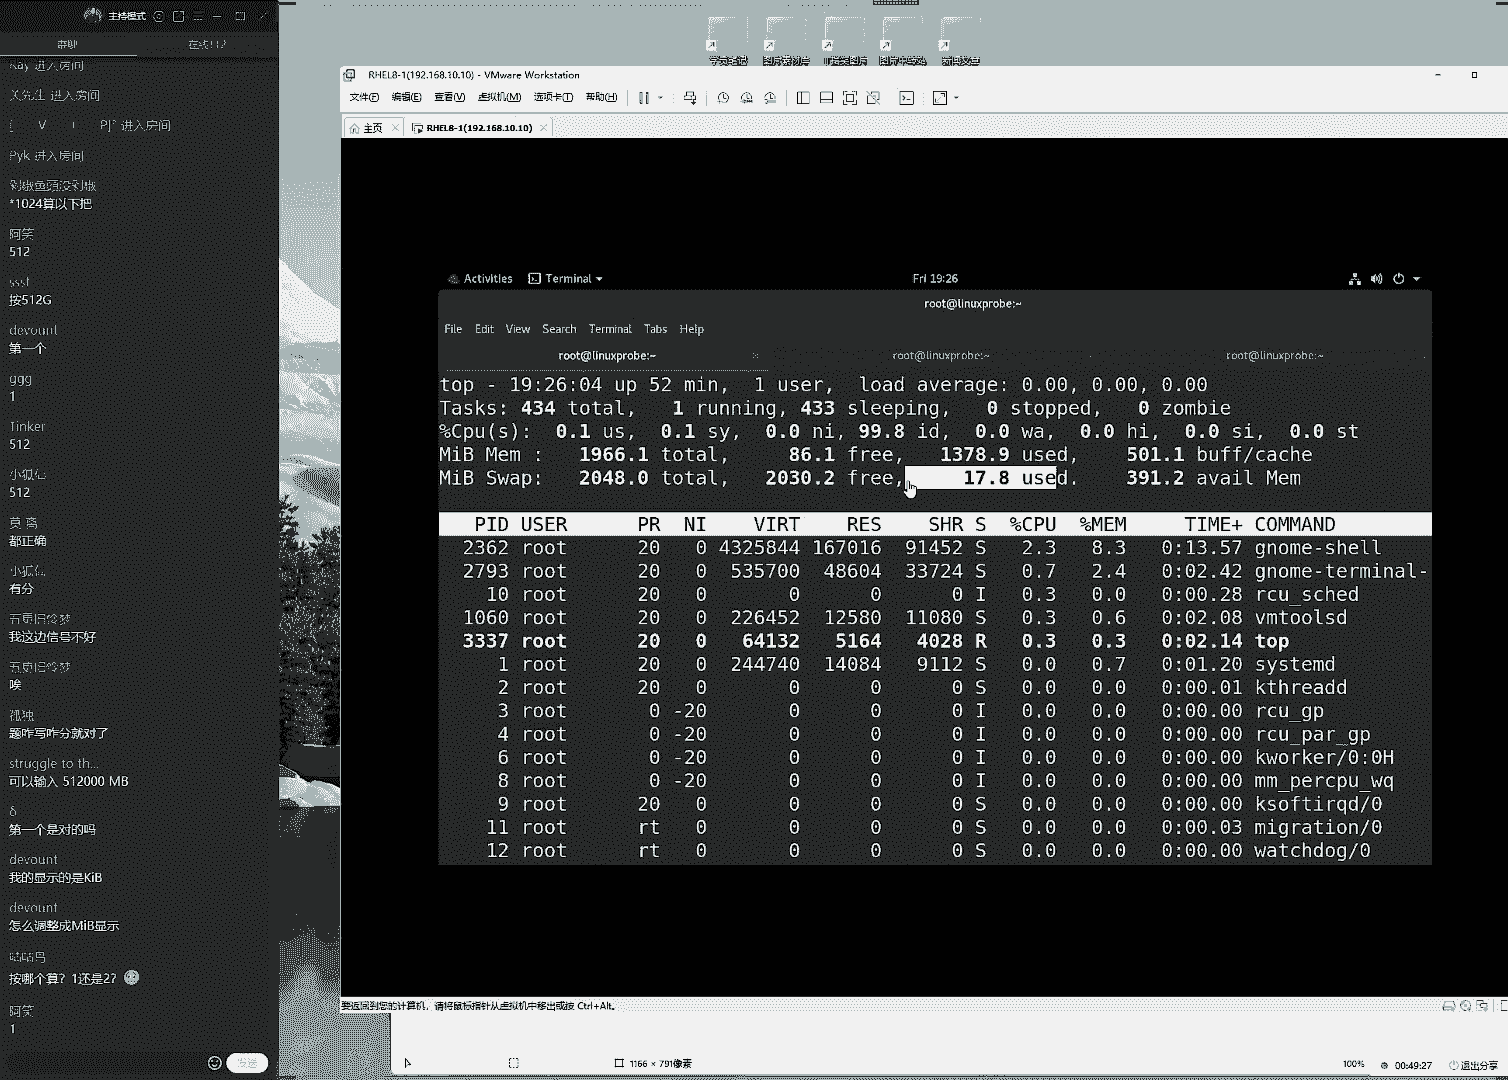 主持模式
Kay 进入房间
关先生 进入房间
[ V + P]° 进入房间
Pyk 进入房间
剁椒鱼头没剁椒
*1024算以下把
阿笑
512
ssst
按512G
devount
第一个
ggg
1
Tinker
512
512
莫 离
都正确
有分
我这边信号不好
唉
孤独
题咋写咋分就对了
struggle to th...
可以输入 512000 MB
δ
第一个是对的吗
devount
我的显示的是KiB
devount
怎么调整成MiB显示
咕咕鸟
按哪个算？1还是2？
阿笑
1
发送
RHEL8-1(192.168.10.10) - VMware Workstation
文件(F) 编辑(E) 查看(V) 虚拟机(M) 选项卡(T) 帮助(H)
主页 RHEL8-1(192.168.10.10)
Activities Terminal Fri 19:26
root@linuxprobe:~
File Edit View Search Terminal Tabs Help
root@linuxprobe:~ root@linuxprobe:~ root@linuxprobe:~
top - 19:26:04 up 52 min, 1 user, load average: 0.00, 0.00, 0.00
Tasks: 434 total, 1 running, 433 sleeping, 0 stopped, 0 zombie
%Cpu(s): 0.1 us, 0.1 sy, 0.0 ni, 99.8 id, 0.0 wa, 0.0 hi, 0.0 si, 0.0 st
MiB Mem : 1966.1 total, 86.1 free, 1378.9 used, 501.1 buff/cache
MiB Swap: 2048.0 total, 2030.2 free, 17.8 used. 391.2 avail Mem
PID USER PR NI VIRT RES SHR S %CPU %MEM TIME+ COMMAND
2362 root 20 0 4325844 167016 91452 S 2.3 8.3 0:13.57 gnome-shell
2793 root 20 0 535700 48604 33724 S 0.7 2.4 0:02.42 gnome-terminal-
10 root 20 0 0 0 0 I 0.3 0.0 0:00.28 rcu_sched
1060 root 20 0 226452 12580 11080 S 0.3 0.6 0:02.08 vmtoolsd
3337 root 20 0 64132 5164 4028 R 0.3 0.3 0:02.14 top
1 root 20 0 244740 14084 9112 S 0.0 0.7 0:01.20 systemd
2 root 20 0 0 0 0 S 0.0 0.0 0:00.01 kthreadd
3 root 0 -20 0 0 0 I 0.0 0.0 0:00.00 rcu_gp
4 root 0 -20 0 0 0 I 0.0 0.0 0:00.00 rcu_par_gp
6 root 0 -20 0 0 0 I 0.0 0.0 0:00.00 kworker/0:0H
8 root 0 -20 0 0 0 I 0.0 0.0 0:00.00 mm_percpu_wq
9 root 20 0 0 0 0 S 0.0 0.0 0:00.00 ksoftirqd/0
11 root rt 0 0 0 0 S 0.0 0.0 0:00.03 migration/0
12 root rt 0 0 0 0 S 0.0 0.0 0:00.00 watchdog/0
要返回到您的计算机，请将鼠标指针从虚拟机中移出或按 Ctrl+Alt。
1166 × 791像素
100% 00:49:27 退出分享